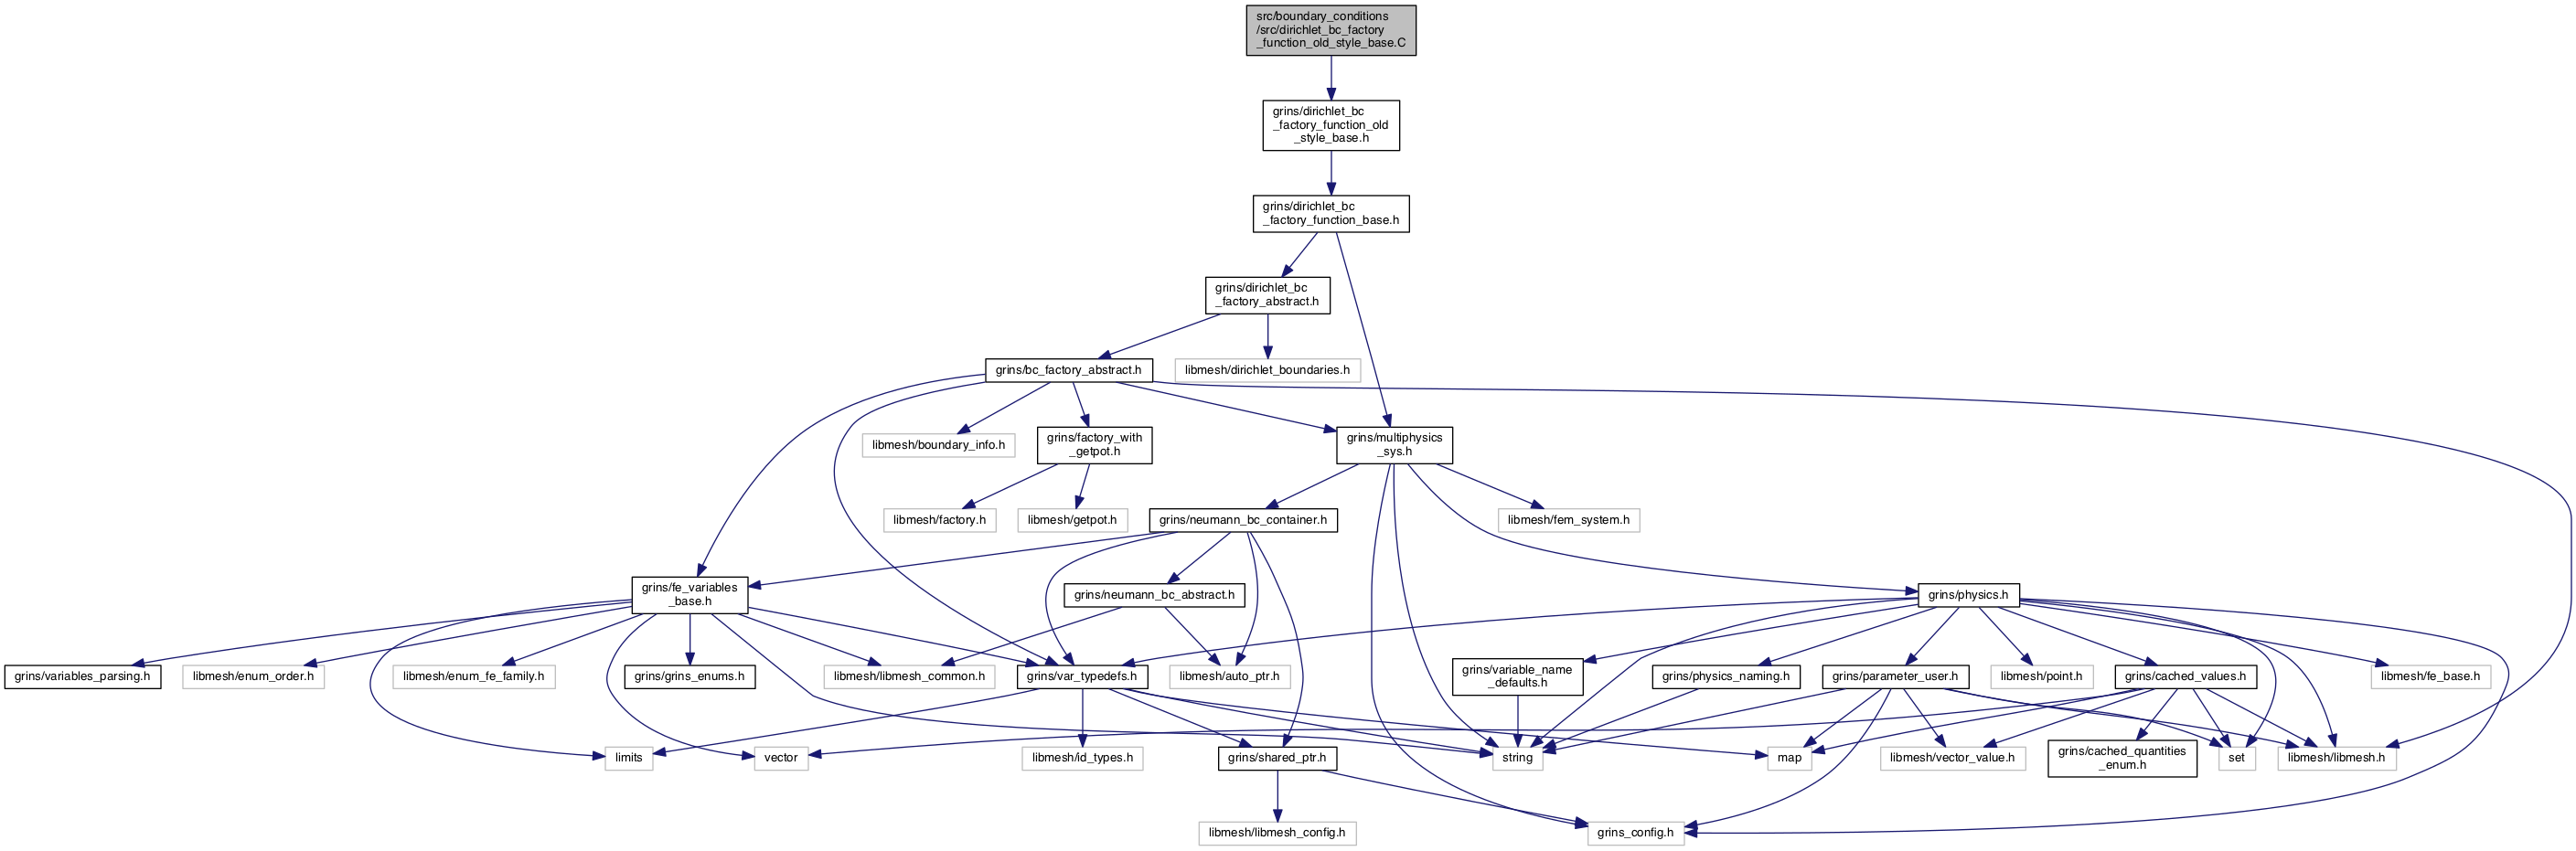 src/boundary_conditions
/src/dirichlet_bc_factory
_function_old_style_base.C
grins/dirichlet_bc
_factory_function_old
_style_base.h
grins/dirichlet_bc
_factory_function_base.h
grins/dirichlet_bc
_factory_abstract.h
grins/bc_factory_abstract.h
libmesh/dirichlet_boundaries.h
libmesh/boundary_info.h
grins/factory_with
_getpot.h
grins/multiphysics
_sys.h
libmesh/factory.h
libmesh/getpot.h
grins/neumann_bc_container.h
libmesh/fem_system.h
grins/fe_variables
_base.h
grins/neumann_bc_abstract.h
grins/physics.h
grins/variables_parsing.h
libmesh/enum_order.h
libmesh/enum_fe_family.h
grins/grins_enums.h
libmesh/libmesh_common.h
grins/var_typedefs.h
libmesh/auto_ptr.h
grins/variable_name
_defaults.h
grins/physics_naming.h
grins/parameter_user.h
libmesh/point.h
grins/cached_values.h
libmesh/fe_base.h
limits
vector
libmesh/id_types.h
grins/shared_ptr.h
string
map
libmesh/vector_value.h
grins/cached_quantities
_enum.h
set
libmesh/libmesh.h
libmesh/libmesh_config.h
grins_config.h